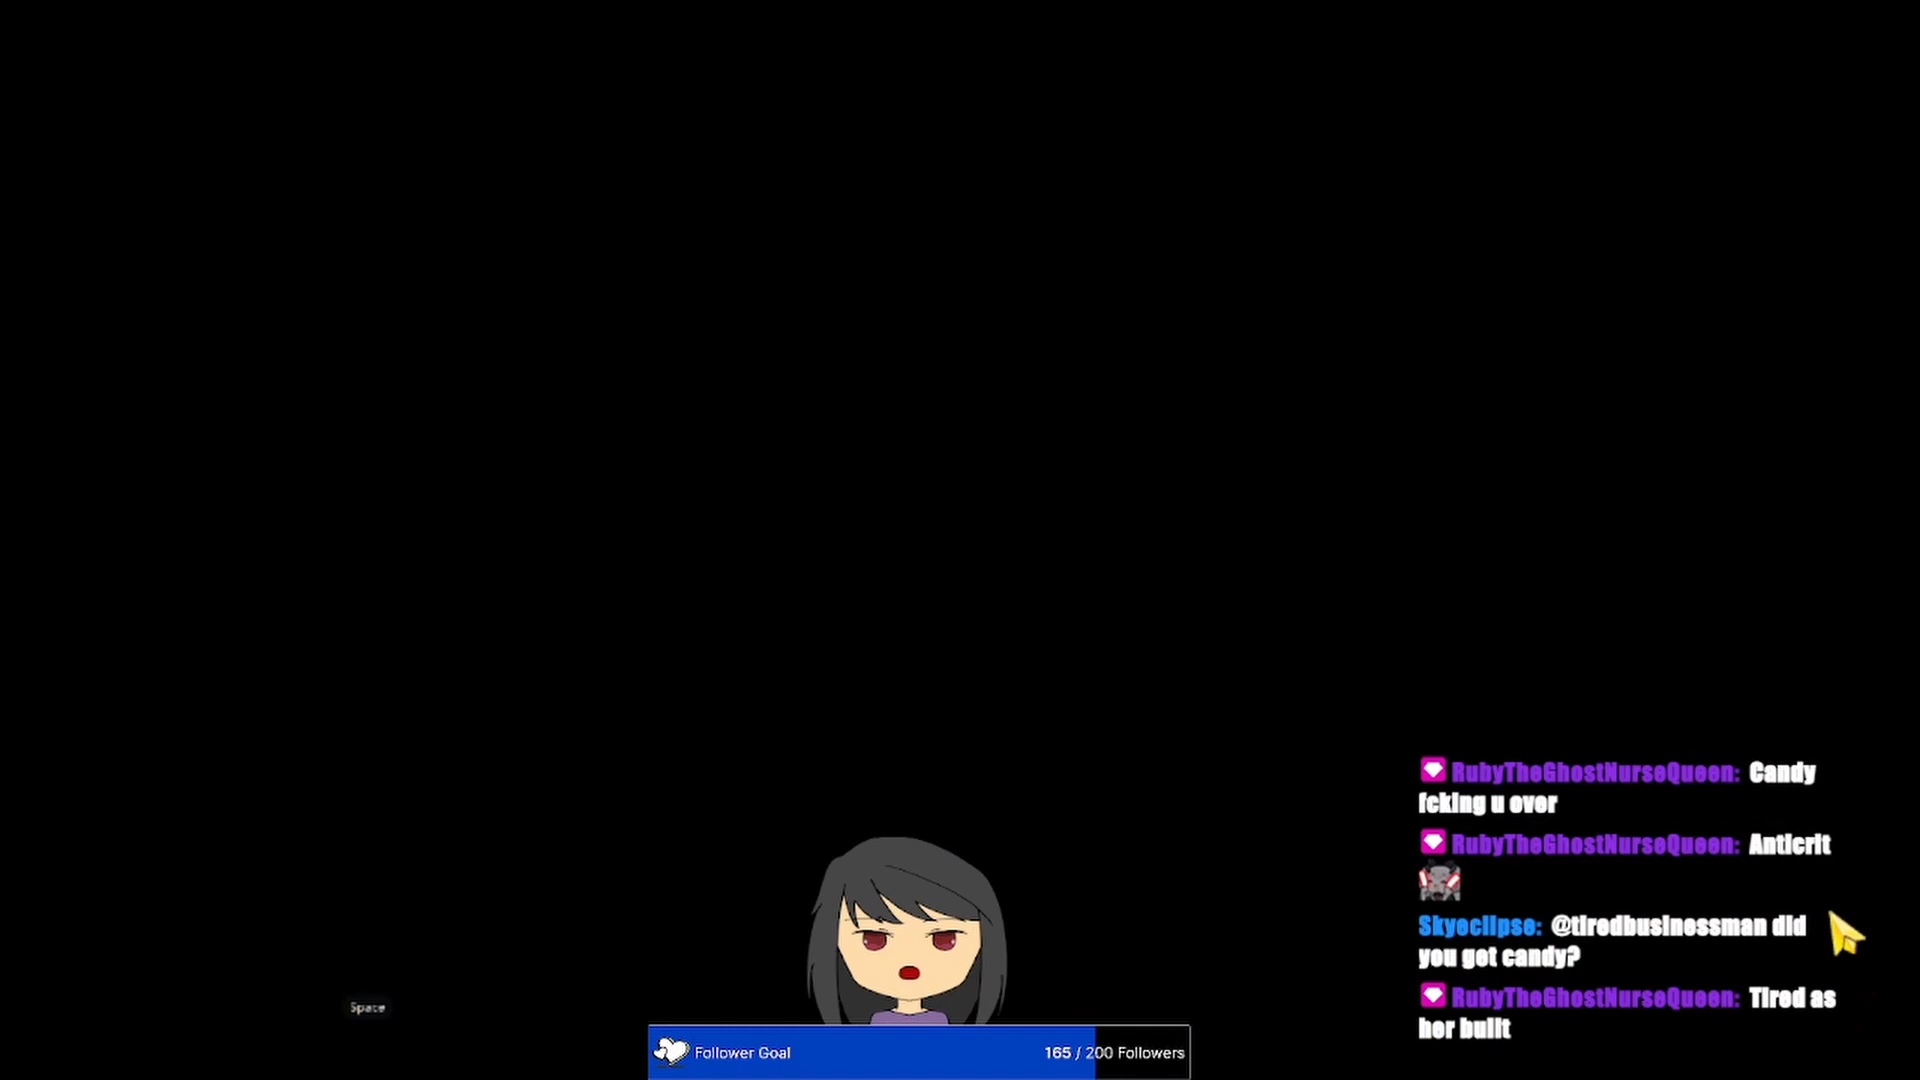 RubyTheGhostNurseQueen: Candy
fcking u over
RubyTheGhostNurseQueen: Anticrit
Skyeclipse: @tiredbusinessman did
you get candy?
RubyTheGhostNurseQueen: Tired as
her built
Space
Follower Goal 165 / 200 Followers